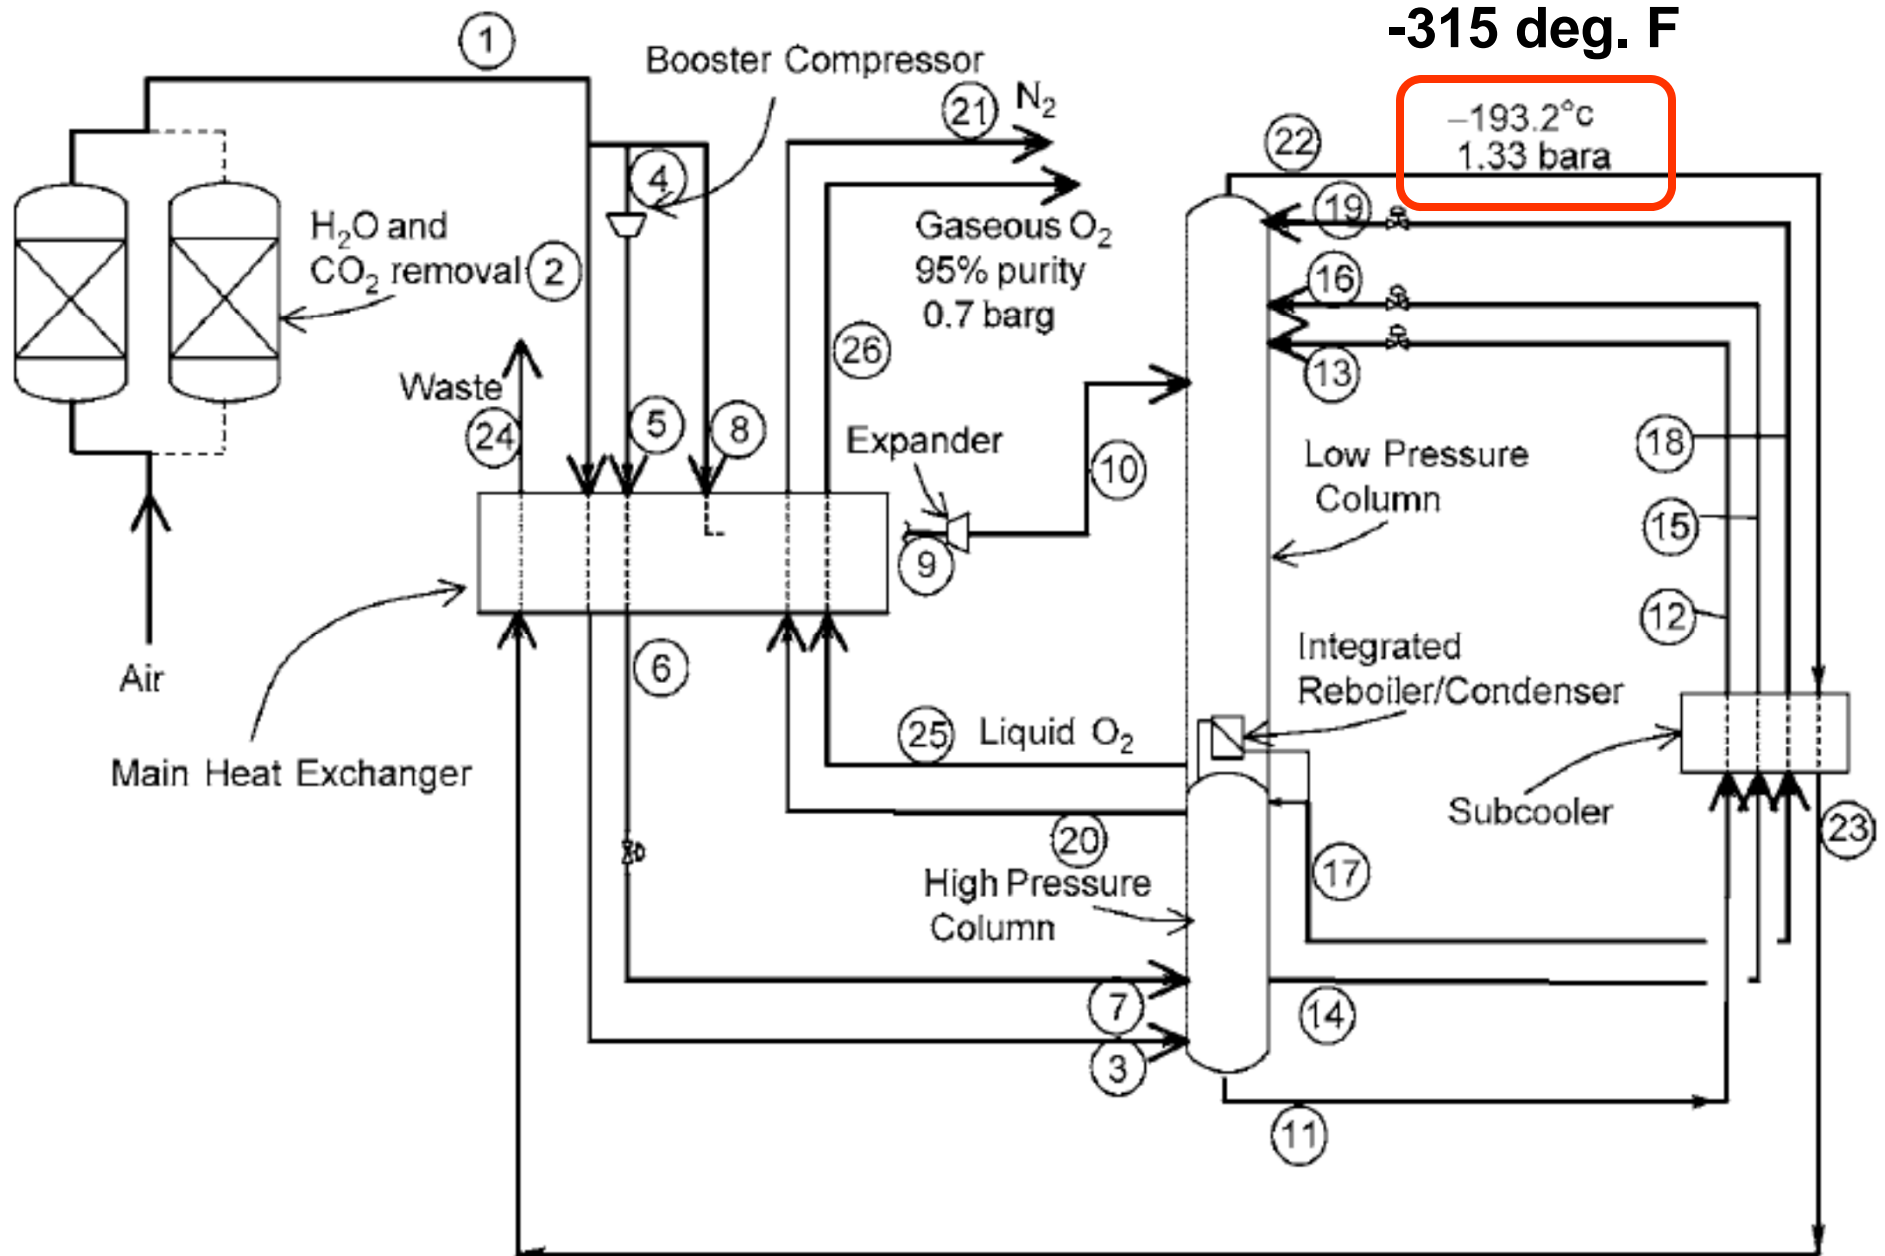 -315 deg. F
1
Booster Compressor
21
N2
22
−193.2°c
1.33 bara
4
19
H2O and
CO2 removal
2
Gaseous O2
95% purity
0.7 barg
16
26
13
Waste
24
5
8
Expander
10
18
Low Pressure
Column
15
9
12
Air
6
Integrated
Reboiler/Condenser
25
Liquid O2
Main Heat Exchanger
Subcooler
23
20
17
High Pressure
Column
7
14
3
11